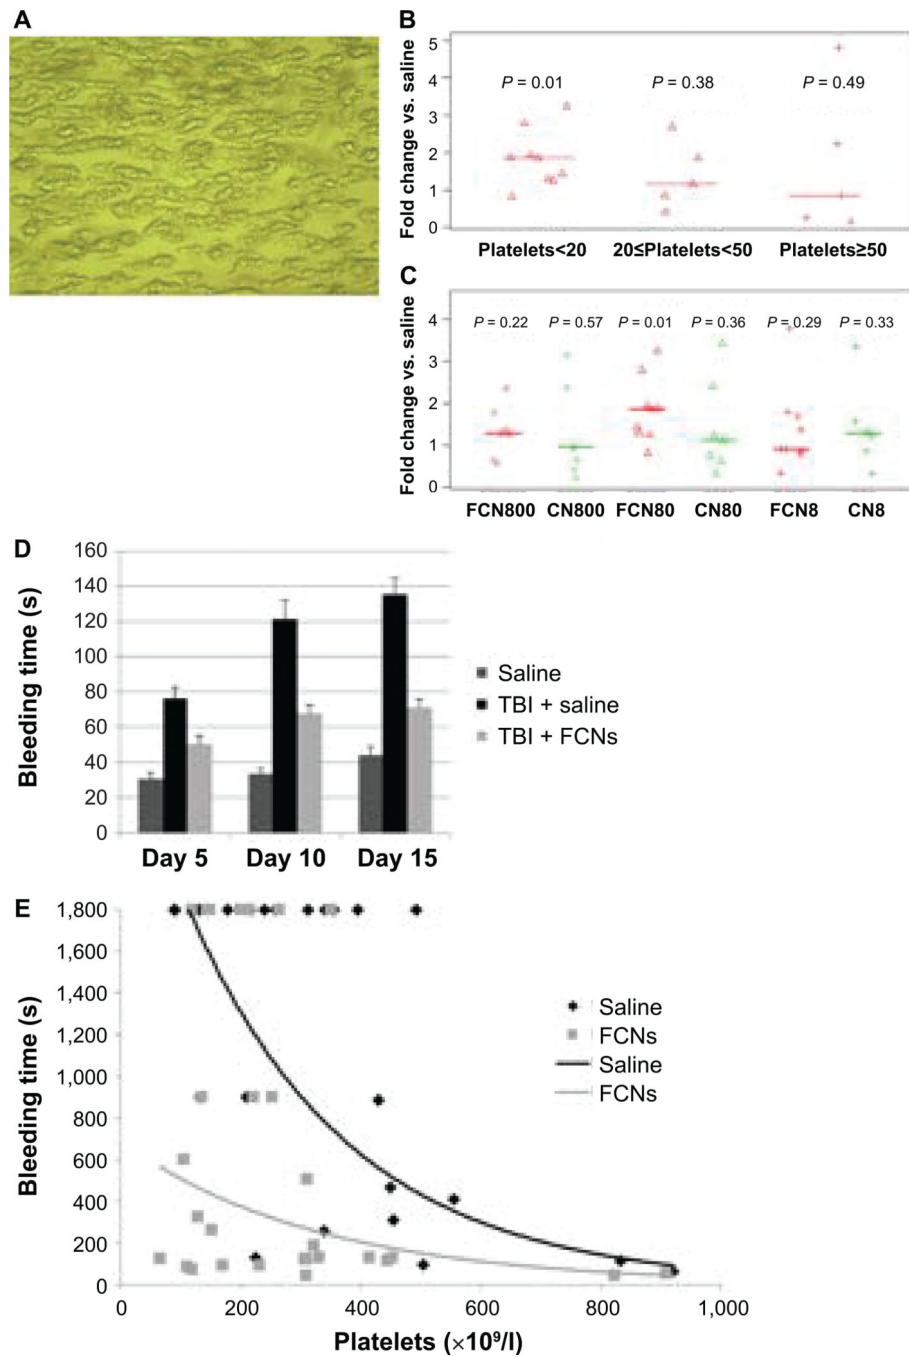 A
B
Fold change vs. saline
5
4
3
2
1
0
P = 0.01
P = 0.38
P = 0.49
Platelets<20
20≤Platelets<50
Platelets≥50
C
Fold change vs. saline
4
3
2
1
0
P = 0.22
P = 0.57
P = 0.01
P = 0.36
P = 0.29
P = 0.33
FCN800
CN800
FCN80
CN80
FCN8
CN8
D
Bleeding time (s)
160
140
120
100
80
60
40
20
0
Day 5
Day 10
Day 15
Saline
TBI + saline
TBI + FCNs
E
Bleeding time (s)
1,800
1,600
1,400
1,200
1,000
800
600
400
200
0
Saline
FCNs
Saline
FCNs
0
200
400
600
800
1,000
Platelets (×10⁹/l)